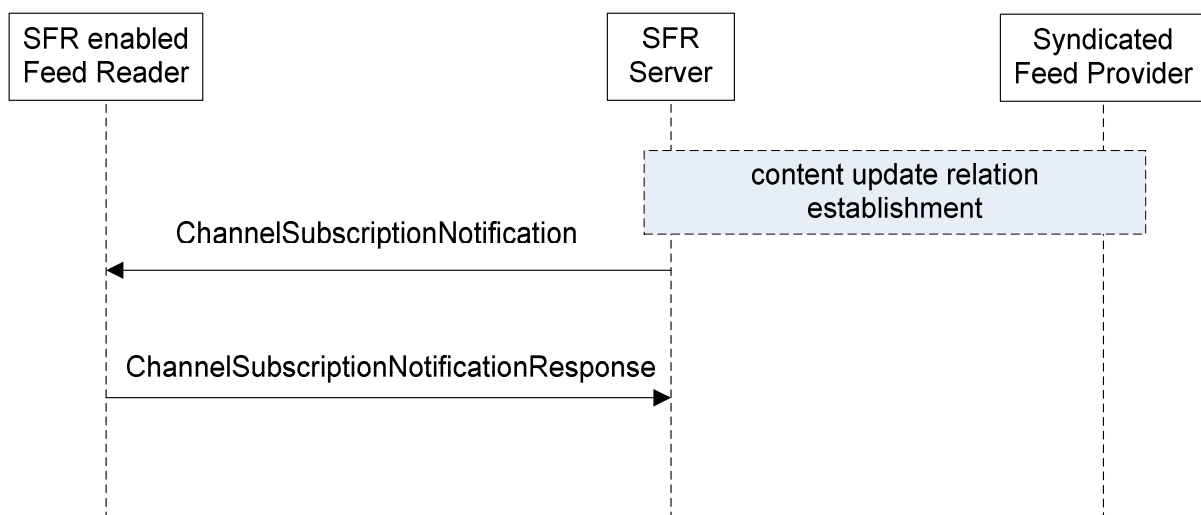 SFR enabled
Feed Reader
SFR
Server
Syndicated
Feed Provider
content update relation
establishment
ChannelSubscriptionNotification
ChannelSubscriptionNotificationResponse